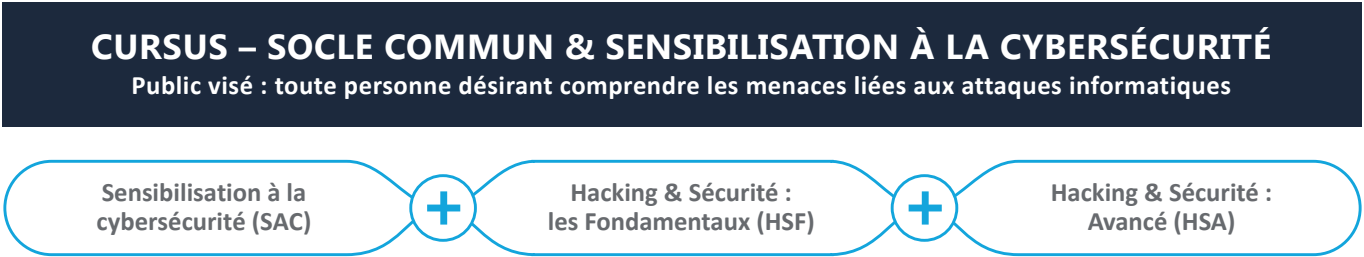 CURSUS – SOCLE COMMUN & SENSIBILISATION À LA CYBERSÉCURITÉ
Public visé : toute personne désirant comprendre les menaces liées aux attaques informatiques
Sensibilisation à la
cybersécurité (SAC)
+
Hacking & Sécurité :
les Fondamentaux (HSF)
+
Hacking & Sécurité :
Avancé (HSA)